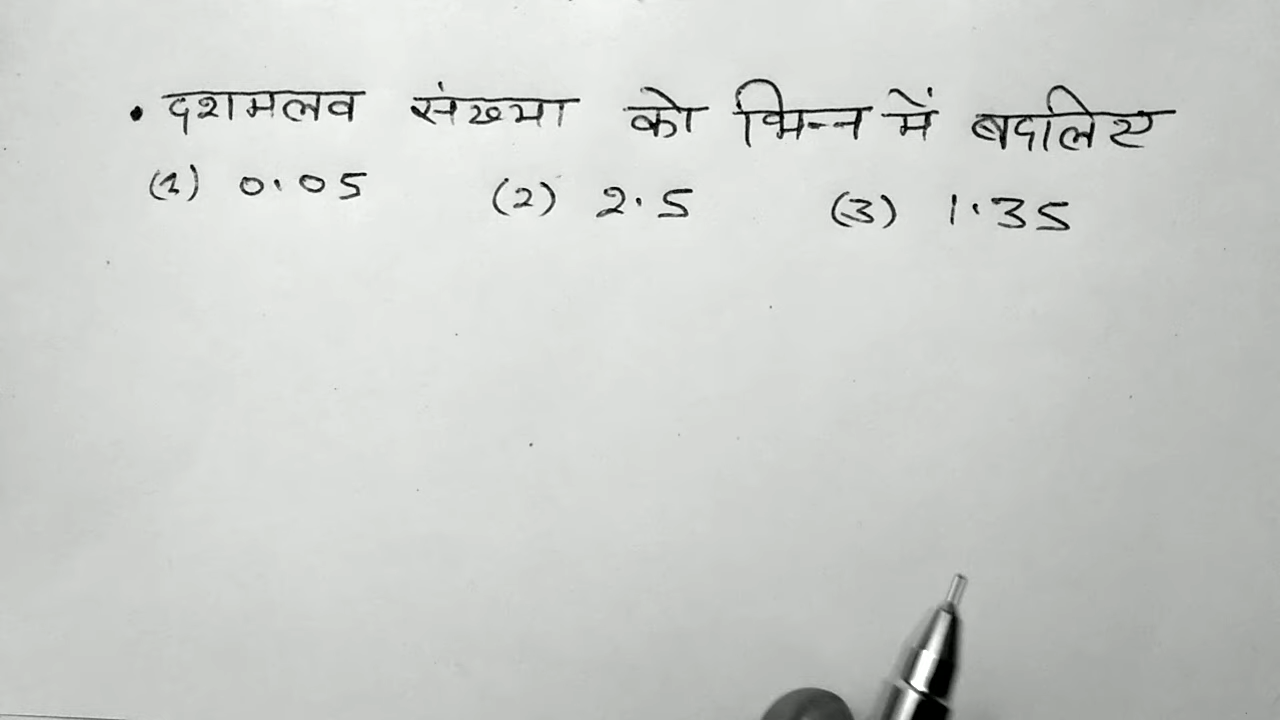 • दशमलव संख्या को भिन्न में बदलिए
(1) 0.05 (2) 2.5 (3) 1.35